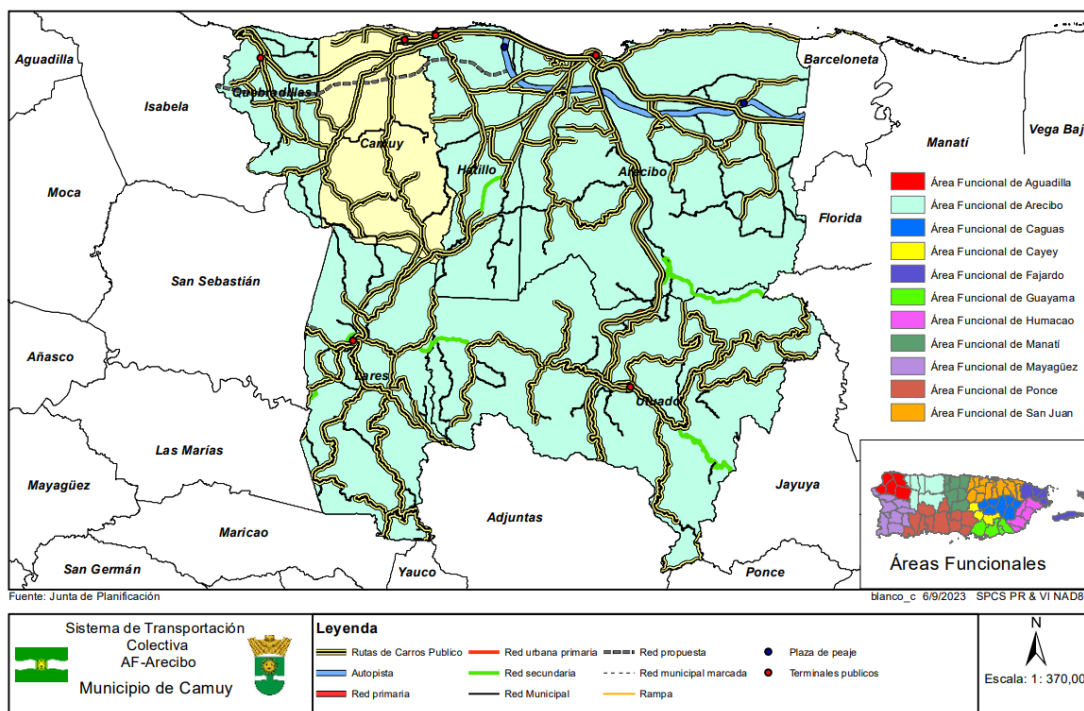 Aguadilla
Isabela
Quebradillas
Camuy
Hatillo
Arecibo
Barceloneta
Manatí
Vega Baj
Moca
Florida
San Sebastián
Añasco
Lares
Utuado
Las Marías
Mayagüez
Maricao
Adjuntas
Jayuya
San Germán
Yauco
Ponce
Área Funcional de Aguadilla
Área Funcional de Arecibo
Área Funcional de Caguas
Área Funcional de Cayey
Área Funcional de Fajardo
Área Funcional de Guayama
Área Funcional de Humacao
Área Funcional de Manatí
Área Funcional de Mayagüez
Área Funcional de Ponce
Área Funcional de San Juan
Áreas Funcionales
Fuente: Junta de Planificación
blanco_c 6/9/2023 SPCS PR & VI NAD8
Sistema de Transportación
Colectiva
AF-Arecibo
Municipio de Camuy
Leyenda
Rutas de Carros Publico
Autopista
Red primaria
Red urbana primaria
Red secundaria
Red Municipal
Red propuesta
Red municipal marcada
Rampa
Plaza de peaje
Terminales publicos
N
Escala: 1: 370,00